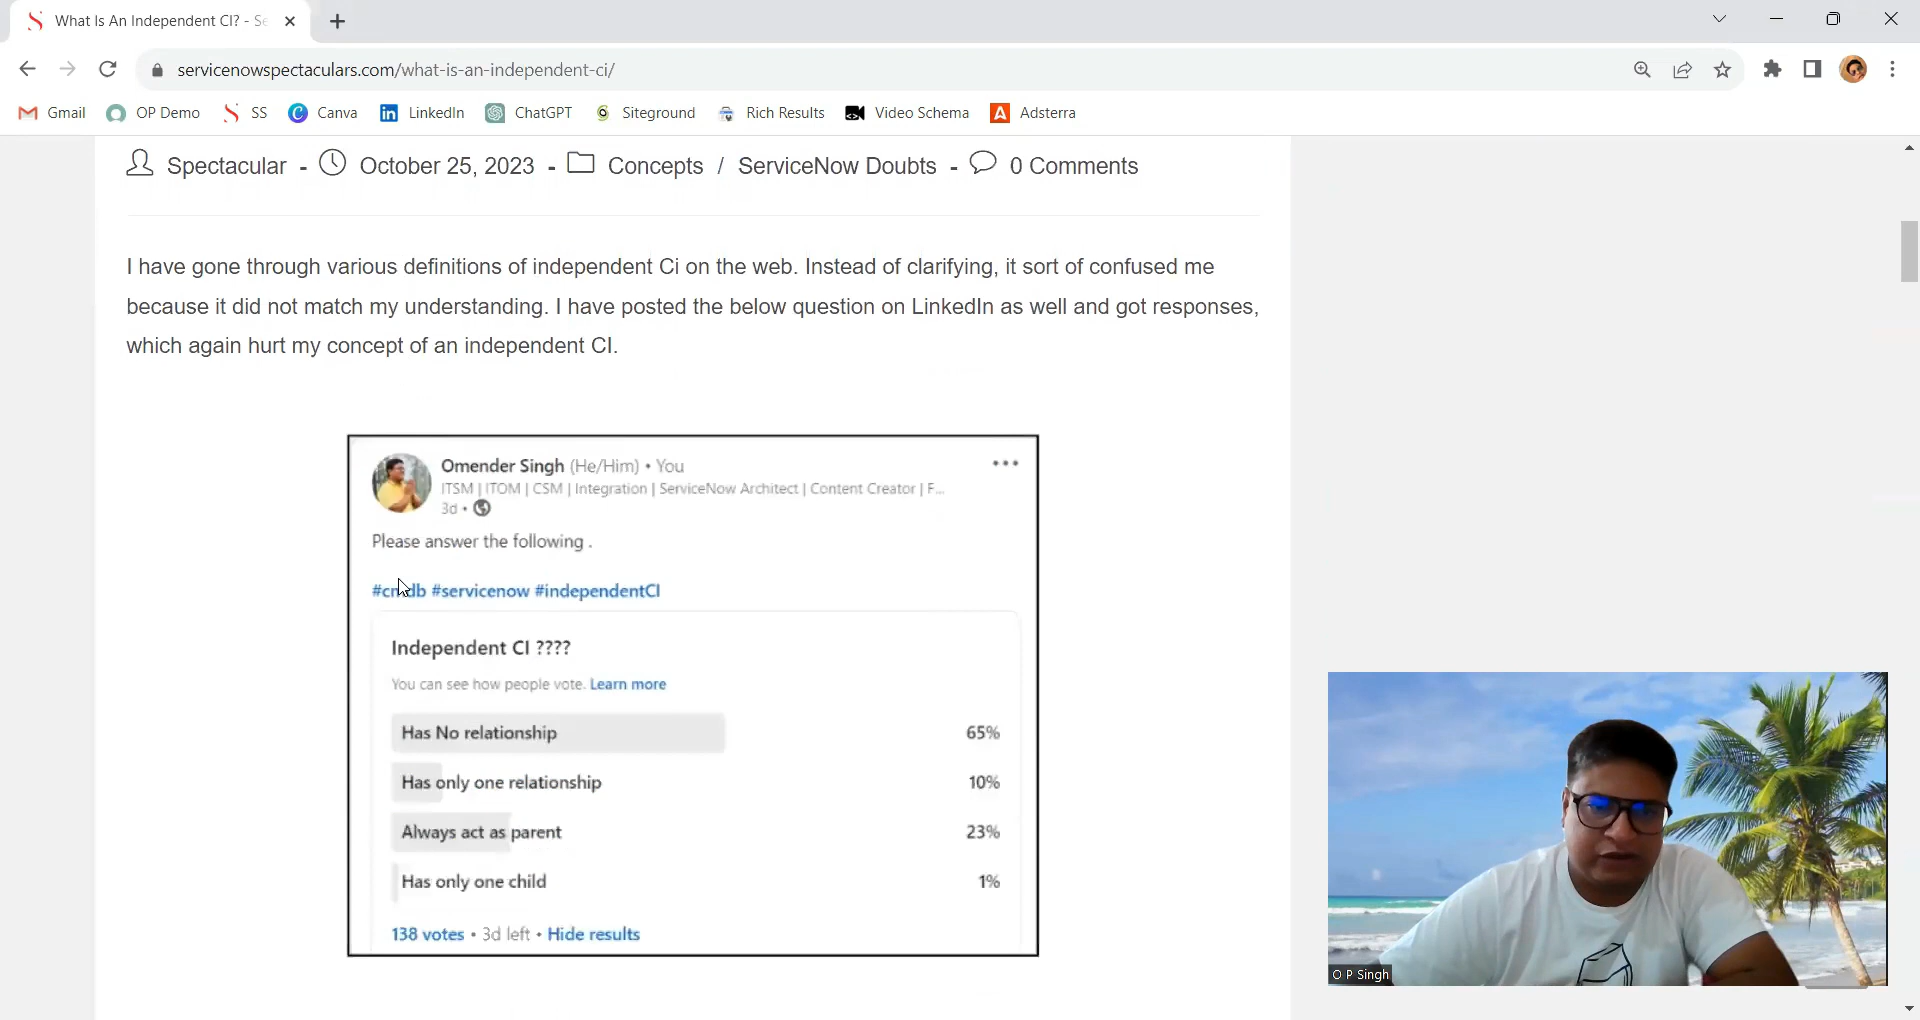 What Is An Independent CI? - Se
servicenowspectaculars.com/what-is-an-independent-ci/
Gmail OP Demo SS Canva LinkedIn ChatGPT Siteground Rich Results Video Schema Adsterra
Spectacular - October 25, 2023 - Concepts / ServiceNow Doubts - 0 Comments
I have gone through various definitions of independent Ci on the web. Instead of clarifying, it sort of confused me
because it did not match my understanding. I have posted the below question on LinkedIn as well and got responses,
which again hurt my concept of an independent CI.
Omender Singh (He/Him) • You
ITSM | ITOM | CSM | Integration | ServiceNow Architect | Content Creator | F...
3d •
Please answer the following .
#cmdb #servicenow #independentCI
Independent CI ????
You can see how people vote. Learn more
Has No relationship 65%
Has only one relationship 10%
Always act as parent 23%
Has only one child 1%
138 votes • 3d left • Hide results
O P Singh